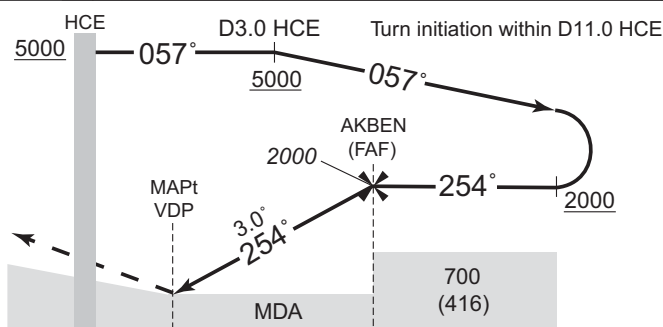 HCE
D3.0 HCE
Turn initiation within D11.0 HCE
5000
057°
5000
057°
AKBEN
(FAF)
2000
MAPt
VDP
254°
2000
3.0°
254°
700
(416)
MDA